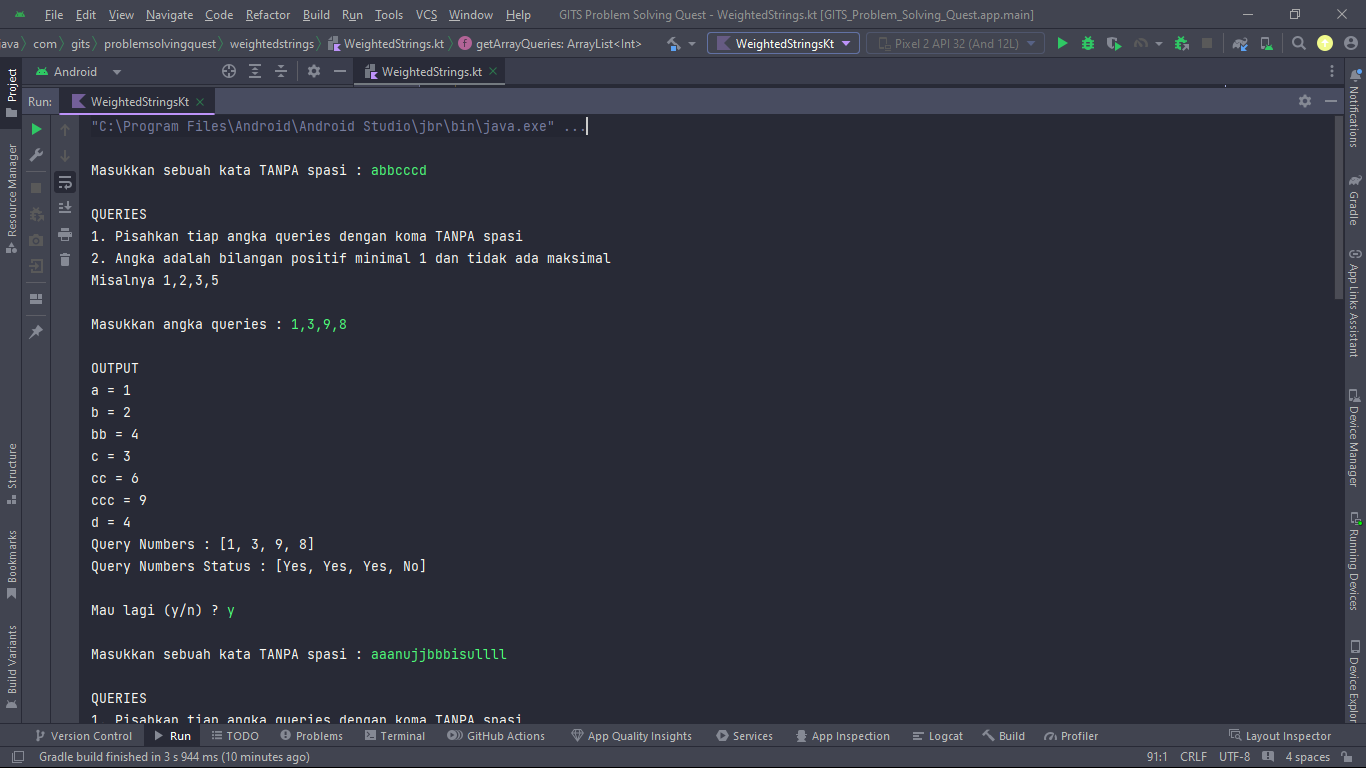 File Edit View Navigate Code Refactor Build Run Tools VCS Window Help GITS Problem Solving Quest - WeightedStrings.kt [GITS_Problem_Solving_Quest.app.main]
java com gits problemsolvingquest weightedstrings WeightedStrings.kt getArrayQueries: ArrayList<Int> WeightedStringsKt Pixel 2 API 32 (And 12L)
Android WeightedStrings.kt
Run: WeightedStringsKt
"C:\Program Files\Android\Android Studio\jbr\bin\java.exe" ...
Masukkan sebuah kata TANPA spasi : abbcccd
QUERIES
1. Pisahkan tiap angka queries dengan koma TANPA spasi
2. Angka adalah bilangan positif minimal 1 dan tidak ada maksimal
Misalnya 1,2,3,5
Masukkan angka queries : 1,3,9,8
OUTPUT
a = 1
b = 2
bb = 4
c = 3
cc = 6
ccc = 9
d = 4
Query Numbers : [1, 3, 9, 8]
Query Numbers Status : [Yes, Yes, Yes, No]
Mau lagi (y/n) ? y
Masukkan sebuah kata TANPA spasi : aaanujjbbbisullll
QUERIES
1. Pisahkan tiap angka queries dengan koma TANPA spasi
Project
Resource Manager
Structure
Bookmarks
Build Variants
Notifications
Gradle
App Links Assistant
Device Manager
Running Devices
Device Explor
Version Control Run TODO Problems Terminal GitHub Actions App Quality Insights Services App Inspection Logcat Build Profiler Layout Inspector
Gradle build finished in 3 s 944 ms (10 minutes ago) 91:1 CRLF UTF-8 4 spaces